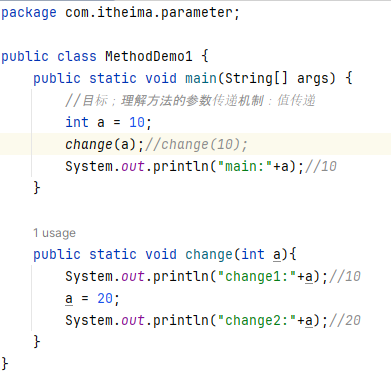 package com.itheima.parameter;
public class MethodDemo1 {
public static void main(String[] args) {
//目标；理解方法的参数传递机制：值传递
int a = 10;
change(a);//change(10);
System.out.println("main:"+a);//10
}
1 usage
public static void change(int a){
System.out.println("change1:"+a);//10
a = 20;
System.out.println("change2:"+a);//20
}
}